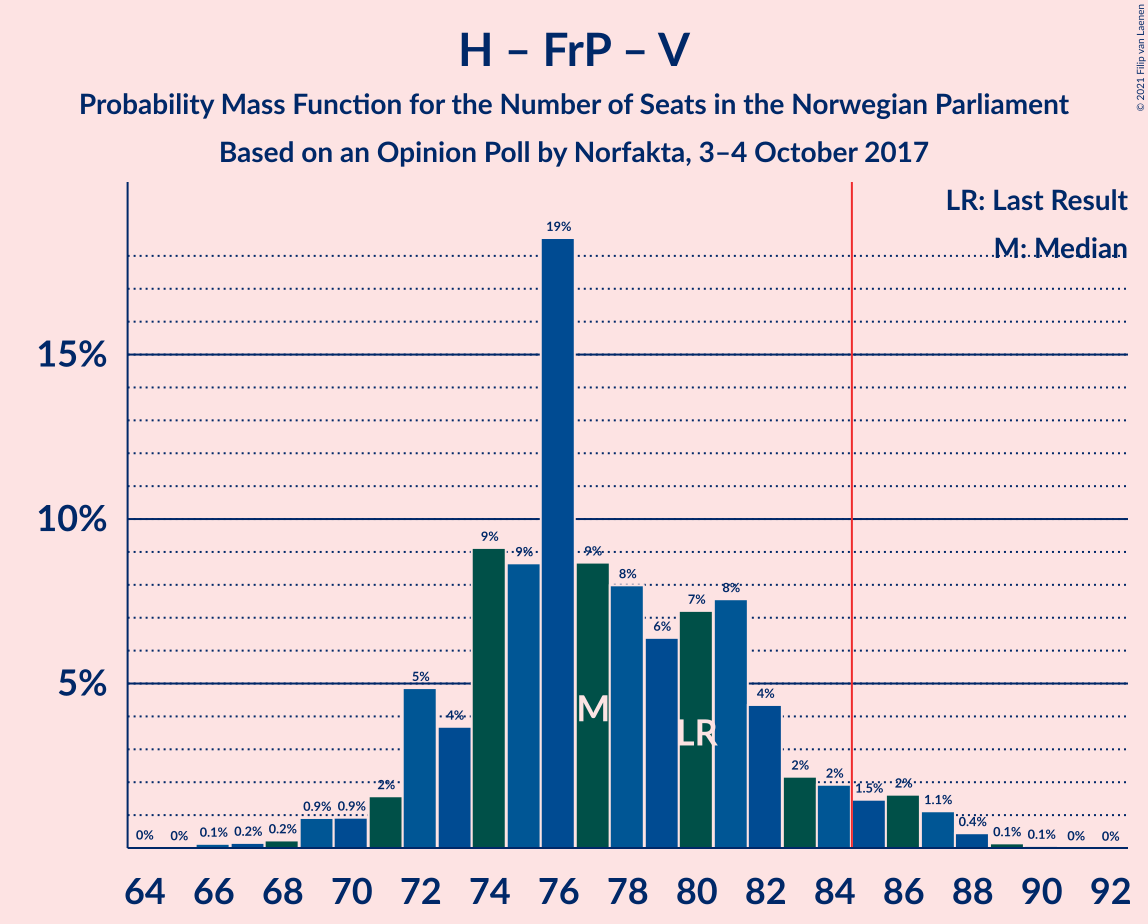 H – FrP – V
Probability Mass Function for the Number of Seats in the Norwegian Parliament
Based on an Opinion Poll by Norfakta, 3–4 October 2017
© 2021 Filip van Laenen
LR: Last Result
M: Median
15%
10%
5%
0% 0% 0.1% 0.2% 0.2% 0.9% 0.9% 2% 5% 4% 9% 9% 19% 9% 8% 6% 7% 8% 4% 2% 2% 1.5% 2% 1.1% 0.4% 0.1% 0.1% 0% 0%
M
LR
64 66 68 70 72 74 76 78 80 82 84 86 88 90 92